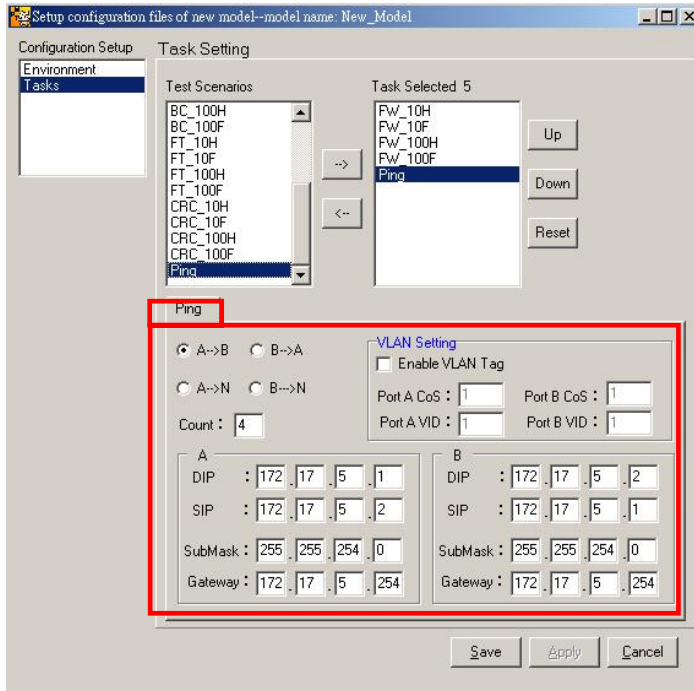 Setup configuration files of new model--model name: New_Model
Configuration Setup
Environment
Tasks
Task Setting
Test Scenarios
BC_100H
BC_100F
FT_10H
FT_10F
FT_100H
FT_100F
CRC_10H
CRC_10F
CRC_100H
CRC_100F
Ping
-->
<--
Task Selected 5
FW_10H
FW_10F
FW_100H
FW_100F
Ping
Up
Down
Reset
Ping
A-->B B-->A
A-->N B--->N
Count : 4
VLAN Setting
Enable VLAN Tag
Port A CoS : 1 Port B CoS : 1
Port A VID : 1 Port B VID : 1
A
DIP : 172 . 17 . 5 . 1
SIP : 172 . 17 . 5 . 2
SubMask : 255 . 255 . 254 . 0
Gateway : 172 . 17 . 5 . 254
B
DIP : 172 . 17 . 5 . 2
SIP : 172 . 17 . 5 . 1
SubMask : 255 . 255 . 254 . 0
Gateway : 172 . 17 . 5 . 254
Save Apply Cancel